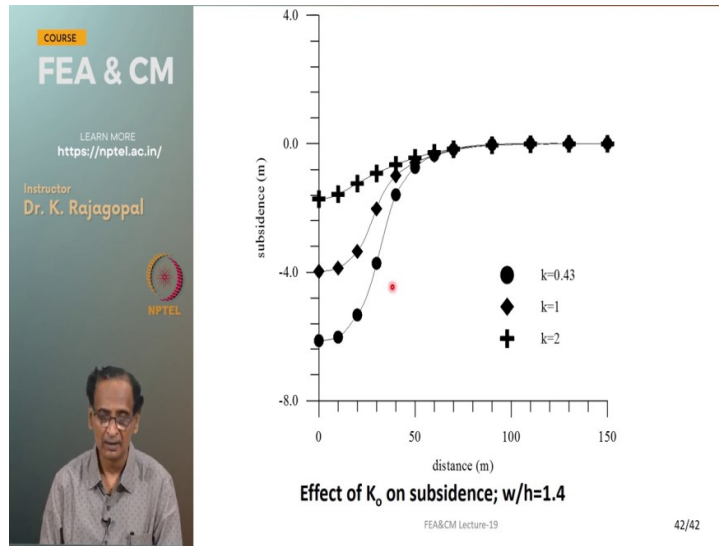 COURSE
FEA & CM
LEARN MORE
https://nptel.ac.in/
Instructor
Dr. K. Rajagopal
NPTEL
4.0
0.0
-4.0
-8.0
subsidence (m)
k=0.43
k=1
k=2
0
50
100
150
distance (m)
Effect of Ko on subsidence; w/h=1.4
FEA&CM Lecture-19
42/42